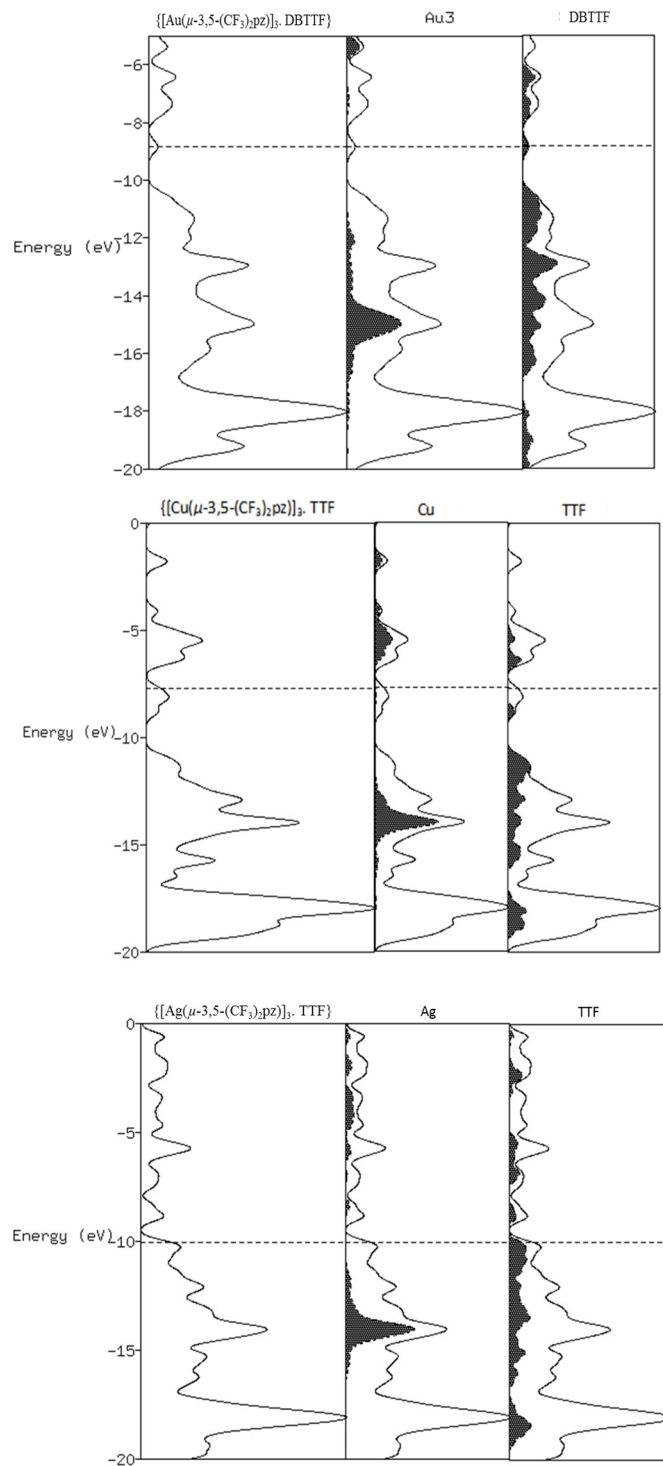 {[Au(μ-3,5-(CF₃)₂pz)]₃. DBTTF} Au3 DBTTF
-6
-8
-10
Energy (eV) -12
-14
-16
-18
-20
{[Cu(μ-3,5-(CF₃)₂pz)]₃. TTF Cu TTF
0
-5
Energy (eV) -10
-15
-20
{[Ag(μ-3,5-(CF₃)₂pz)]₃. TTF} Ag TTF
0
-5
Energy (eV) -10
-15
-20